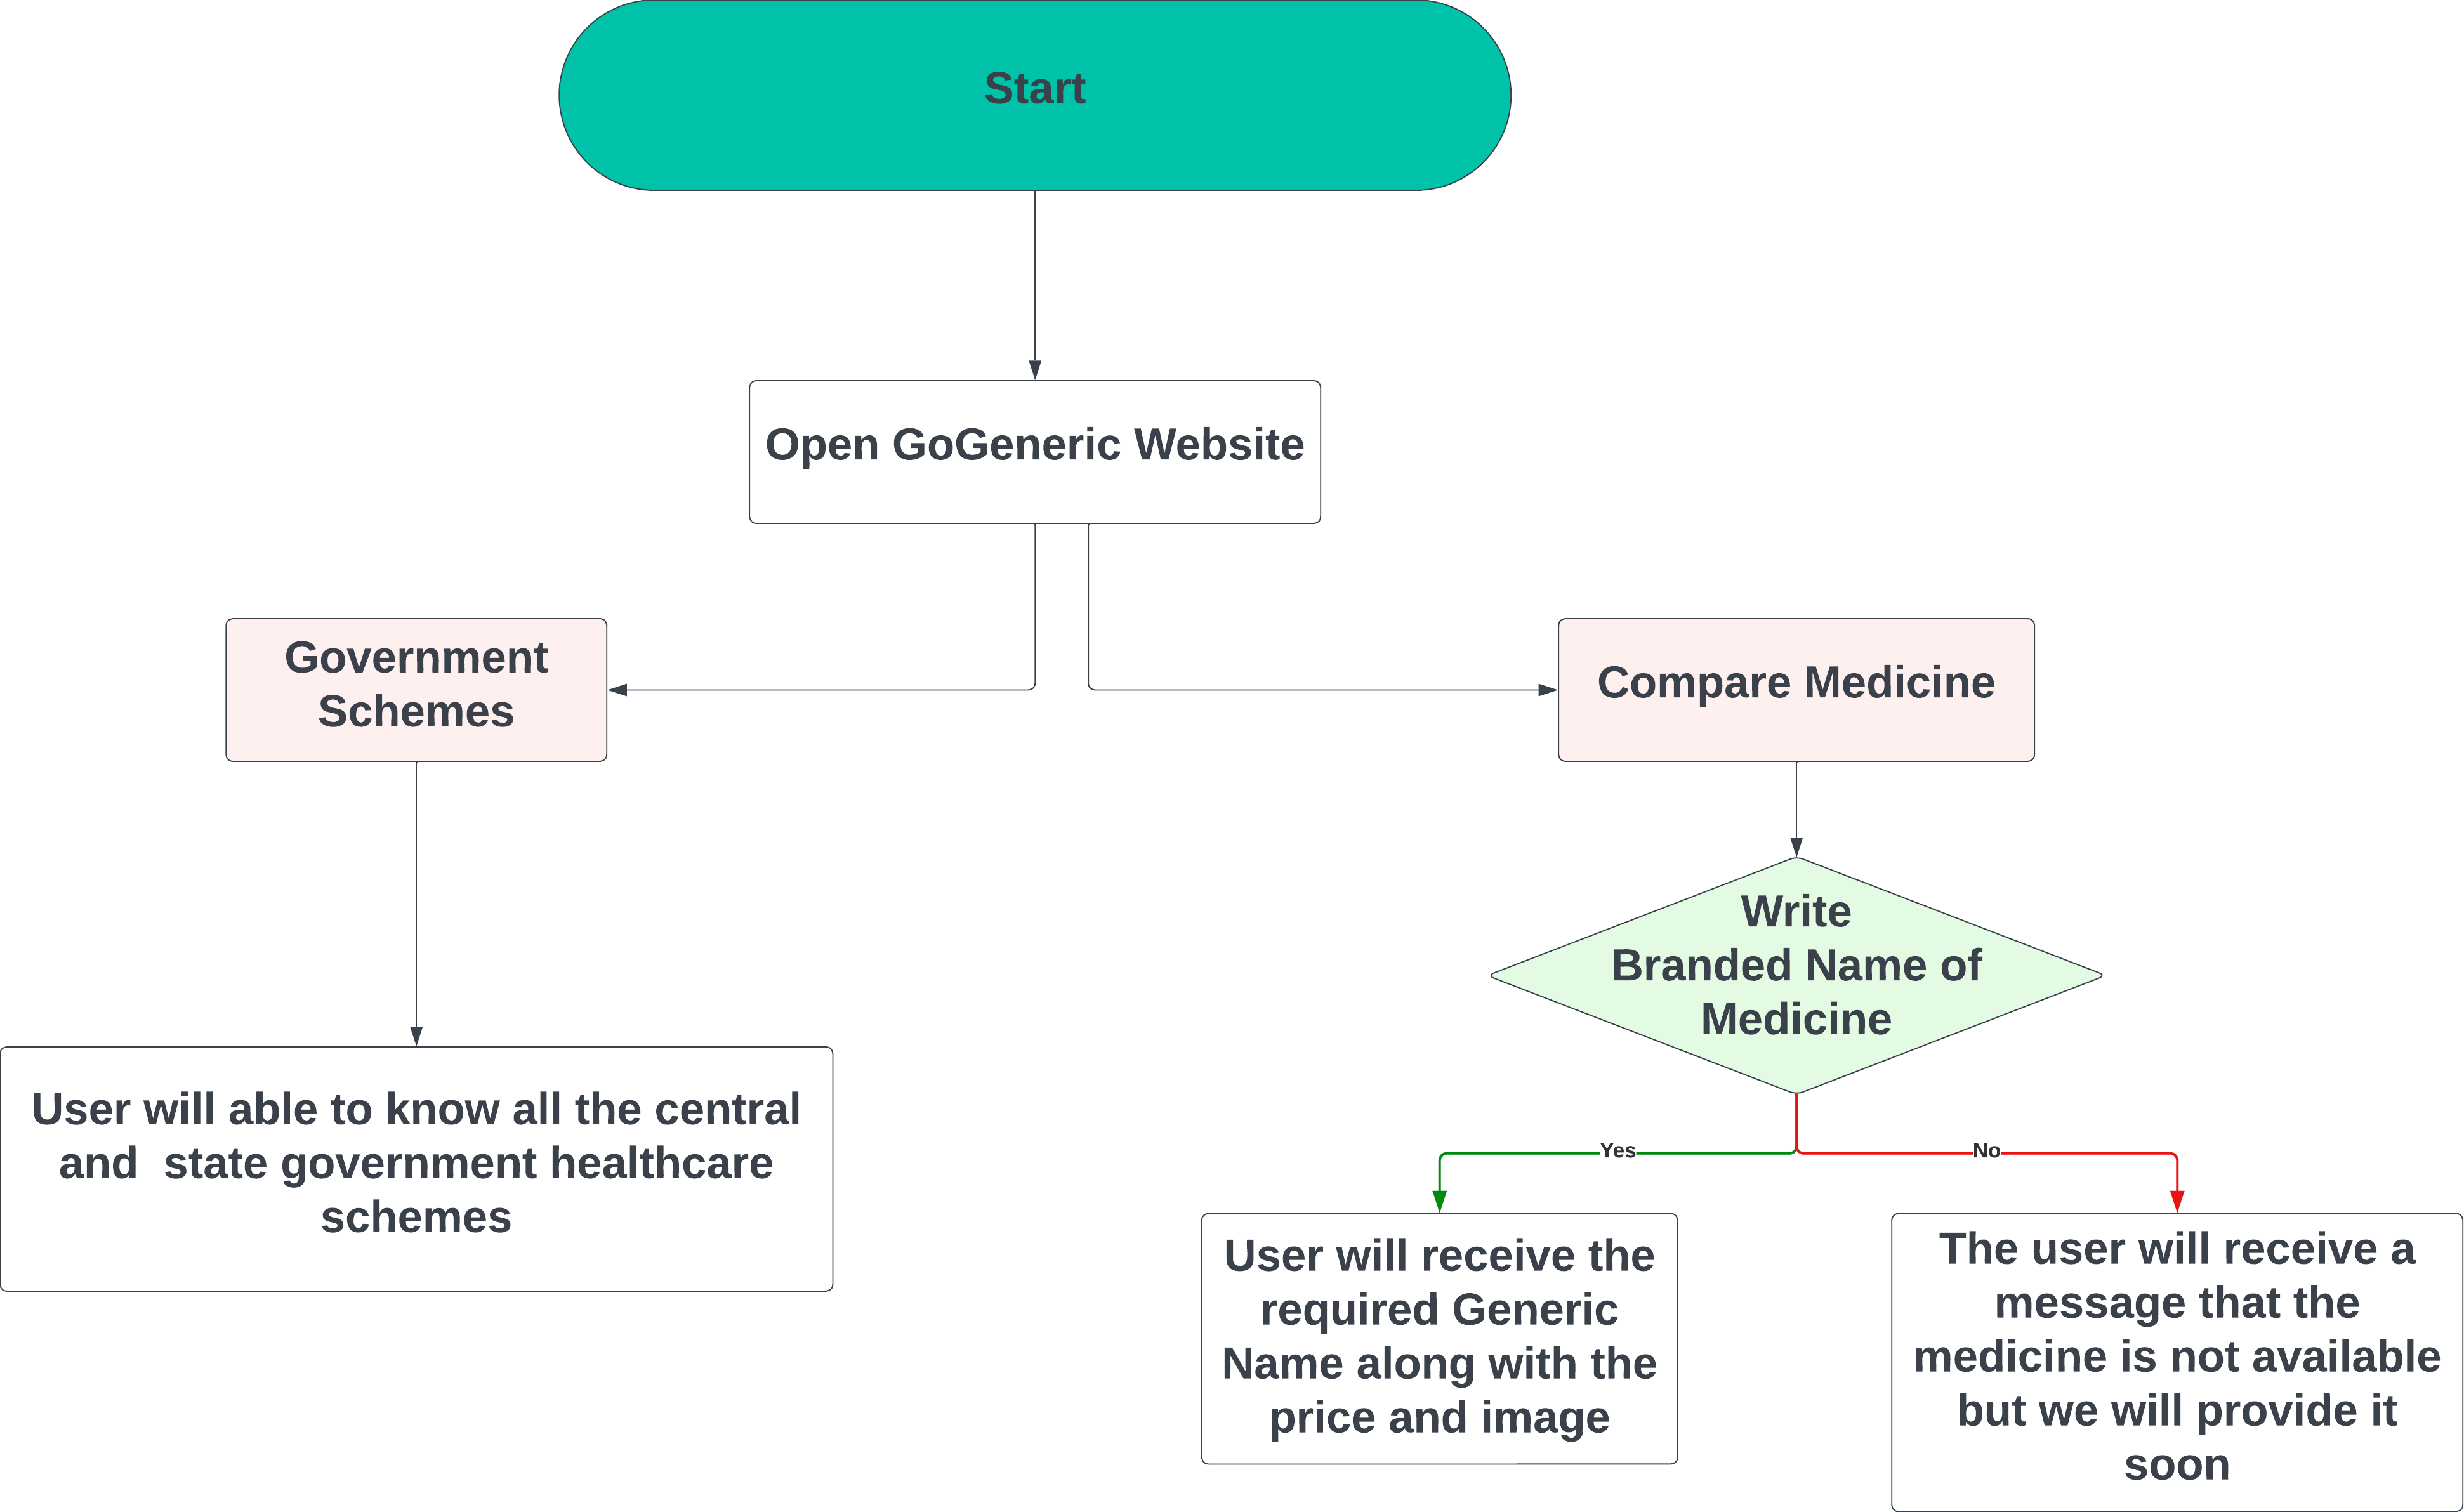 Start
Open GoGeneric Website
Government
Schemes
Compare Medicine
Write
Branded Name of
Medicine
User will able to know all the central
and  state government healthcare
schemes
Yes
No
User will receive the
required Generic
Name along with the
price and image
The user will receive a
message that the
medicine is not available
but we will provide it
soon